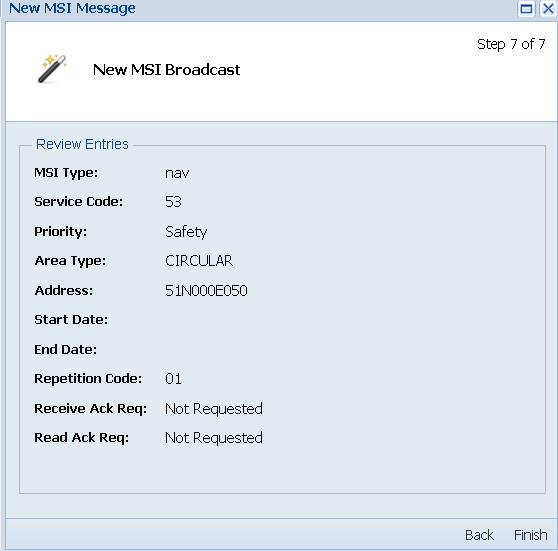 New MSI Message
Step 7 of 7
New MSI Broadcast
Review Entries
MSI Type: nav
Service Code: 53
Priority: Safety
Area Type: CIRCULAR
Address: 51N000E050
Start Date:
End Date:
Repetition Code: 01
Receive Ack Req: Not Requested
Read Ack Req: Not Requested
Back Finish